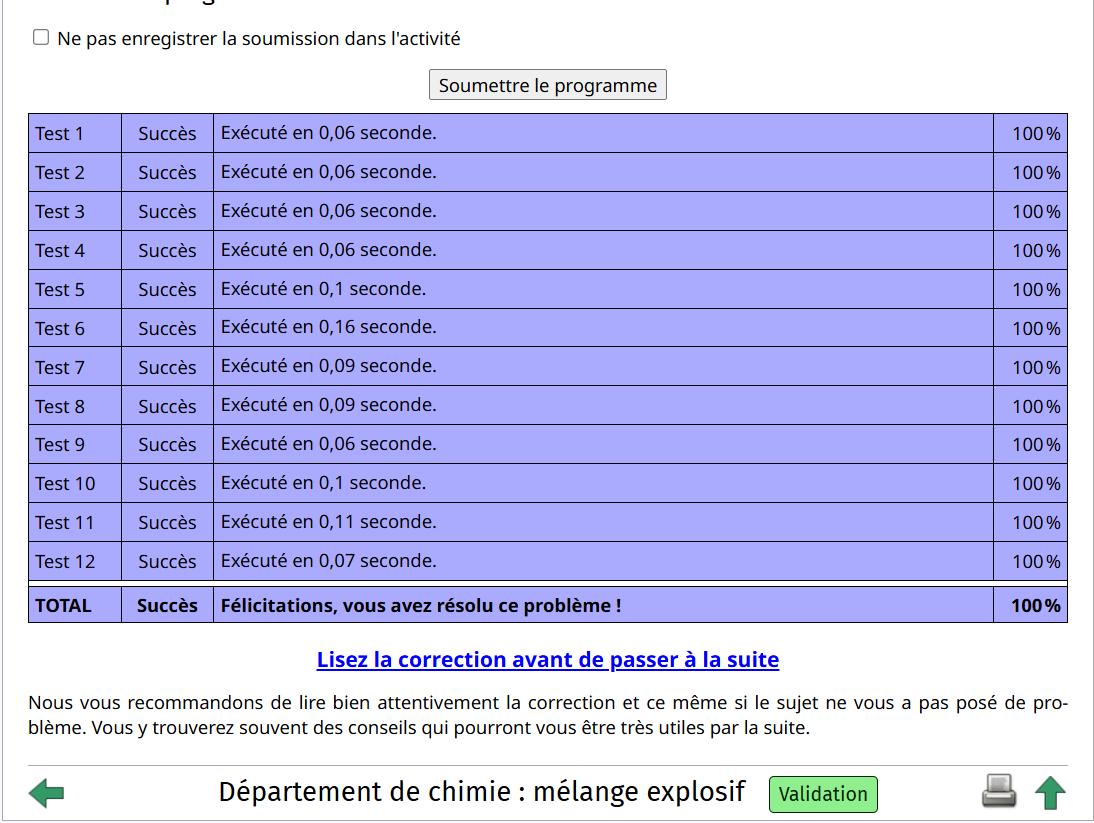 Ne pas enregistrer la soumission dans l'activité
Soumettre le programme
Test 1 Succès Exécuté en 0,06 seconde. 100 %
Test 2 Succès Exécuté en 0,06 seconde. 100 %
Test 3 Succès Exécuté en 0,06 seconde. 100 %
Test 4 Succès Exécuté en 0,06 seconde. 100 %
Test 5 Succès Exécuté en 0,1 seconde. 100 %
Test 6 Succès Exécuté en 0,16 seconde. 100 %
Test 7 Succès Exécuté en 0,09 seconde. 100 %
Test 8 Succès Exécuté en 0,09 seconde. 100 %
Test 9 Succès Exécuté en 0,06 seconde. 100 %
Test 10 Succès Exécuté en 0,1 seconde. 100 %
Test 11 Succès Exécuté en 0,11 seconde. 100 %
Test 12 Succès Exécuté en 0,07 seconde. 100 %
TOTAL Succès Félicitations, vous avez résolu ce problème ! 100 %
Lisez la correction avant de passer à la suite
Nous vous recommandons de lire bien attentivement la correction et ce même si le sujet ne vous a pas posé de pro-
blème. Vous y trouverez souvent des conseils qui pourront vous être très utiles par la suite.
Département de chimie : mélange explosif Validation